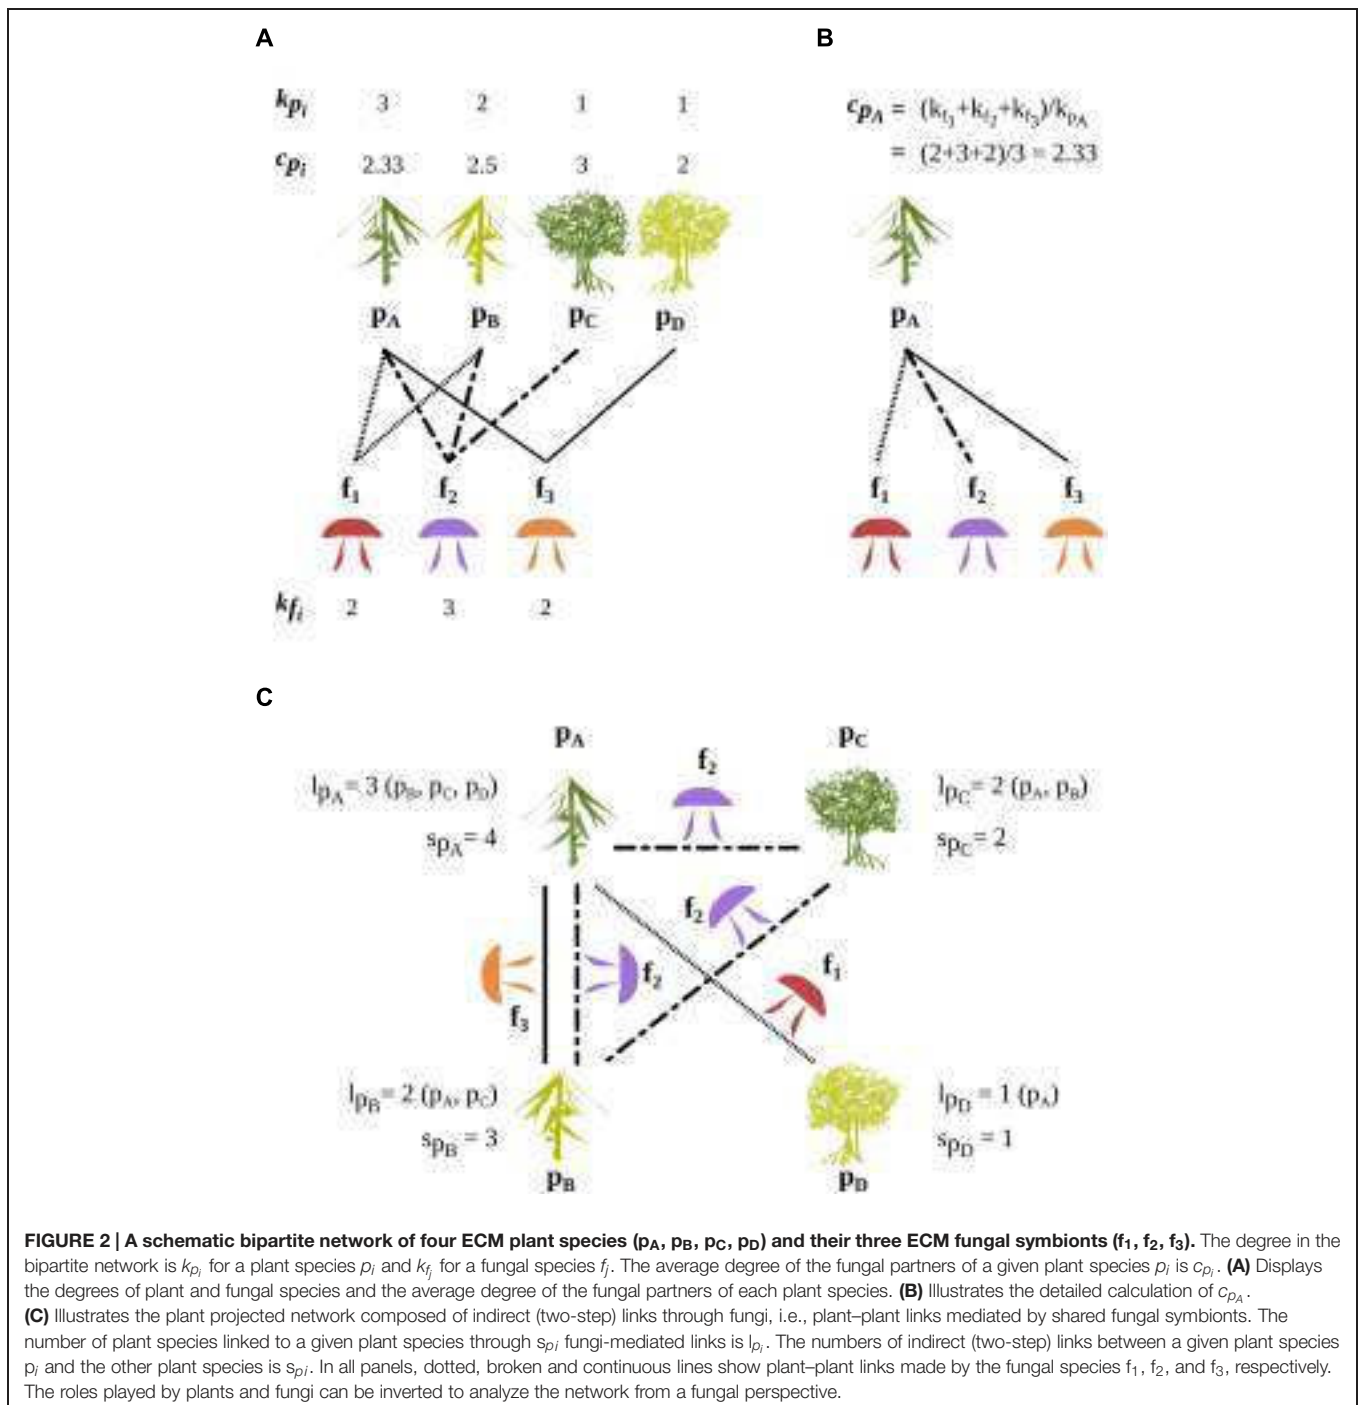 A
B
kpi 3 2 1 1
cpi 2.33 2.5 3 2
cpA = (kf1+kf2+kf3)/kpA
= (2+3+2)/3 = 2.33
pA pB pC pD
pA
f1 f2 f3
f1 f2 f3
kfi 2 3 2
C
pA
pC
f2
lpA= 3 (pB, pC, pD)
spA= 4
lpC= 2 (pA, pB)
spC= 2
f2
f1
f2
f3
lpB= 2 (pA, pC)
spB= 3
lpD = 1 (pA)
spD = 1
pB
pD
FIGURE 2 | A schematic bipartite network of four ECM plant species (pA, pB, pC, pD) and their three ECM fungal symbionts (f1, f2, f3). The degree in the
bipartite network is kpi for a plant species pi and kfj for a fungal species fj. The average degree of the fungal partners of a given plant species pi is cpi. (A) Displays
the degrees of plant and fungal species and the average degree of the fungal partners of each plant species. (B) Illustrates the detailed calculation of cpA.
(C) Illustrates the plant projected network composed of indirect (two-step) links through fungi, i.e., plant–plant links mediated by shared fungal symbionts. The
number of plant species linked to a given plant species through spi fungi-mediated links is lpi. The numbers of indirect (two-step) links between a given plant species
pi and the other plant species is spi. In all panels, dotted, broken and continuous lines show plant–plant links made by the fungal species f1, f2, and f3, respectively.
The roles played by plants and fungi can be inverted to analyze the network from a fungal perspective.